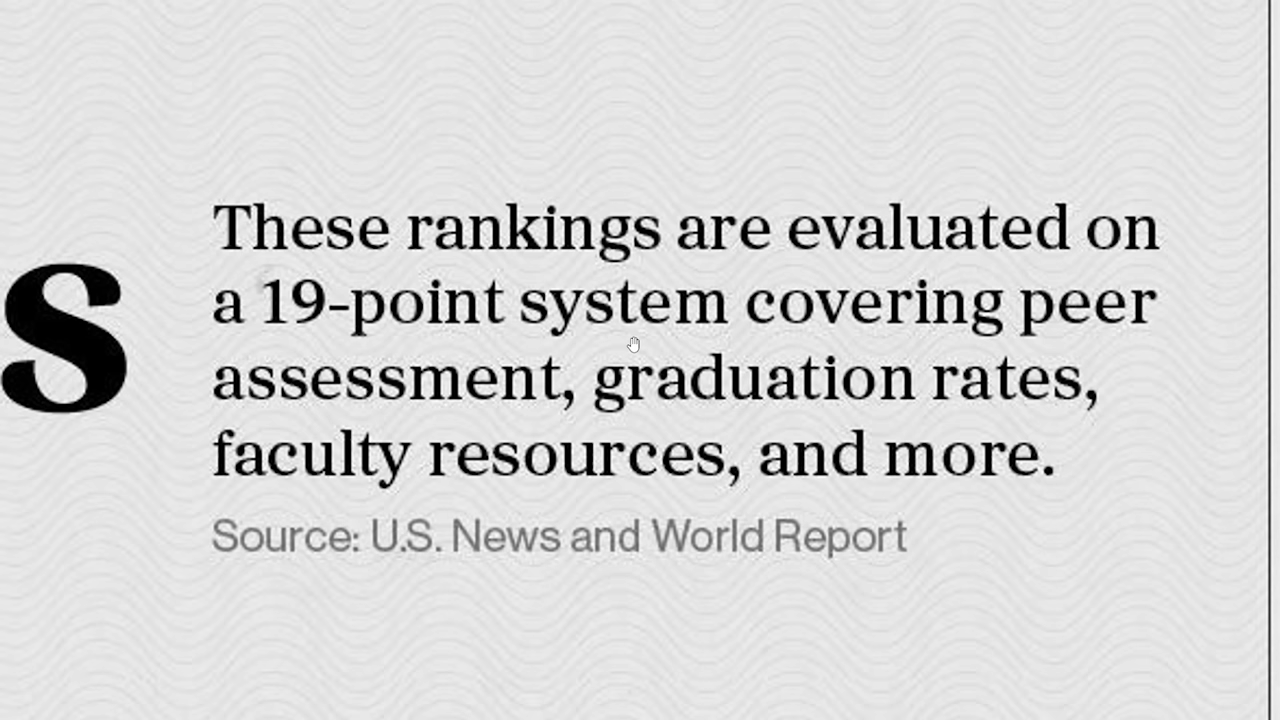 s
These rankings are evaluated on
a 19-point system covering peer
assessment, graduation rates,
faculty resources, and more.
Source: U.S. News and World Report